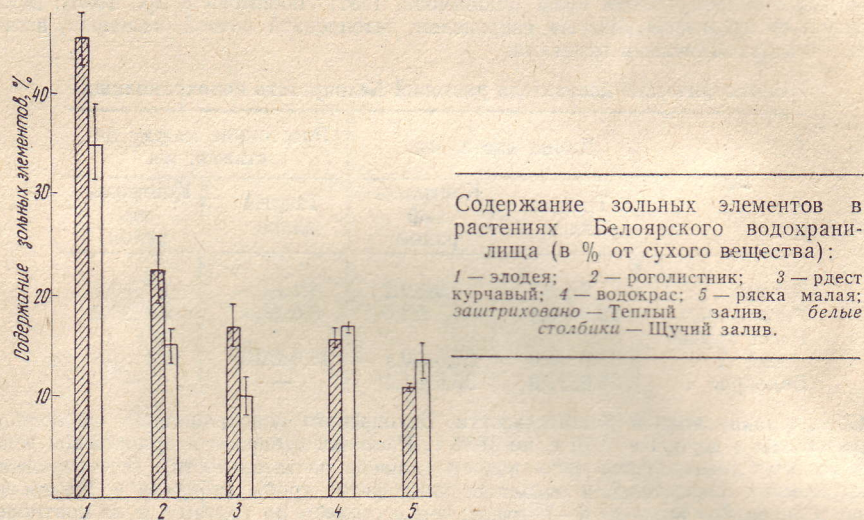 Содержание зольных элементов, %
40
30
20
10
1 2 3 4 5
Содержание зольных элементов в
растениях Белоярского водохрани-
лища (в % от сухого вещества):
1 — элодея; 2 — роголистник; 3 — рдест
курчавый; 4 — водокрас; 5 — ряска малая;
заштриховано — Теплый залив, белые
столбики — Щучий залив.